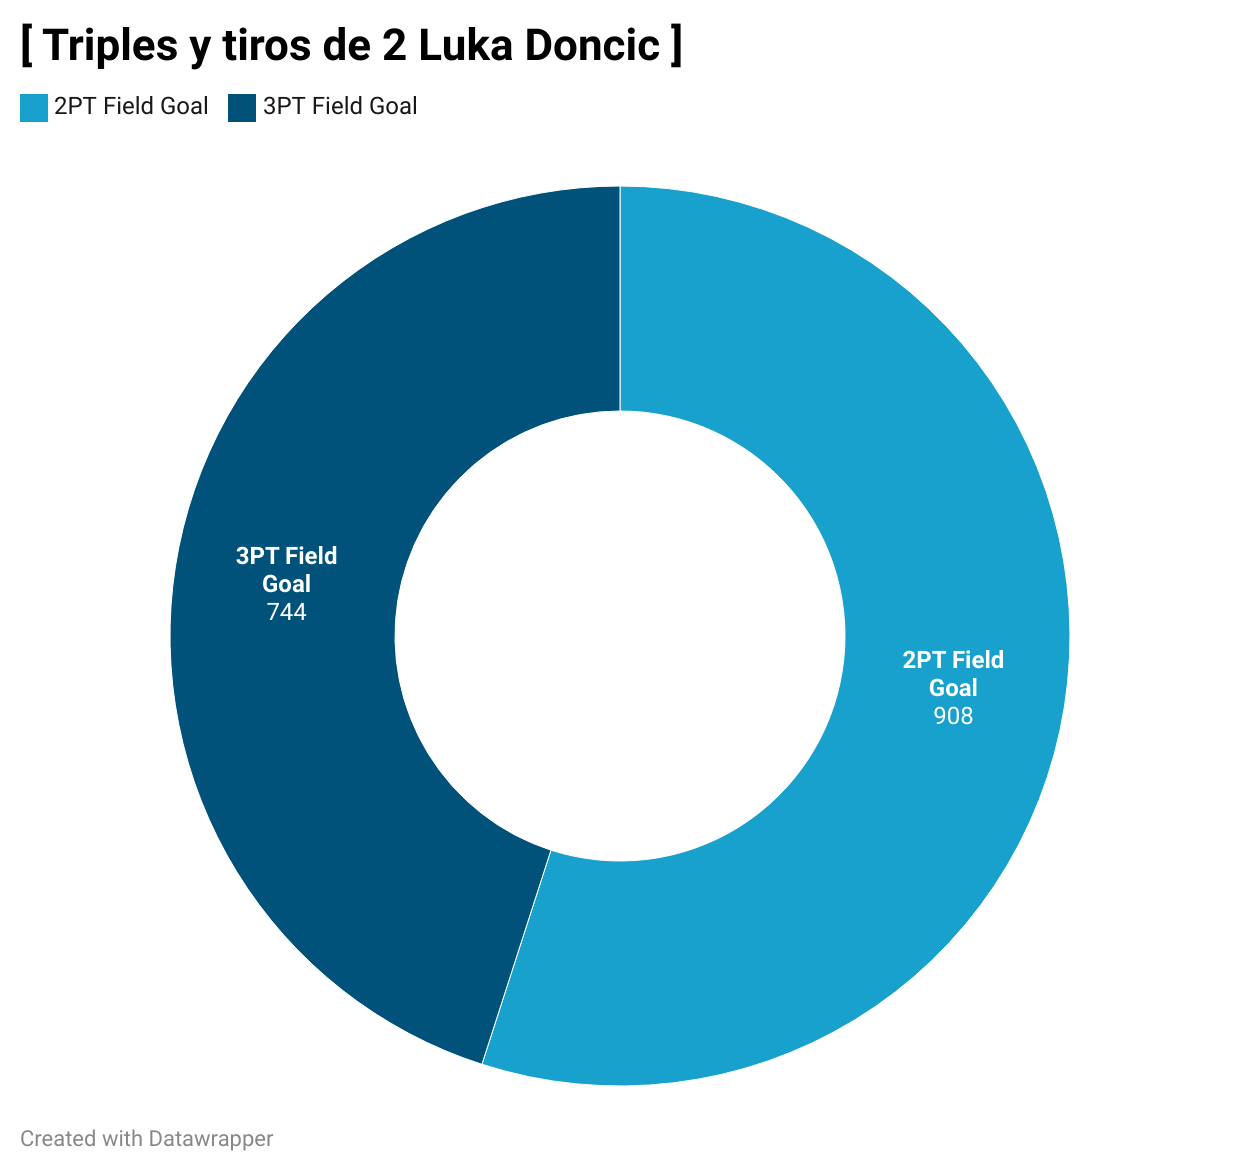 [ Triples y tiros de 2 Luka Doncic ]
2PT Field Goal 3PT Field Goal
3PT Field
Goal
744
2PT Field
Goal
908
Created with Datawrapper